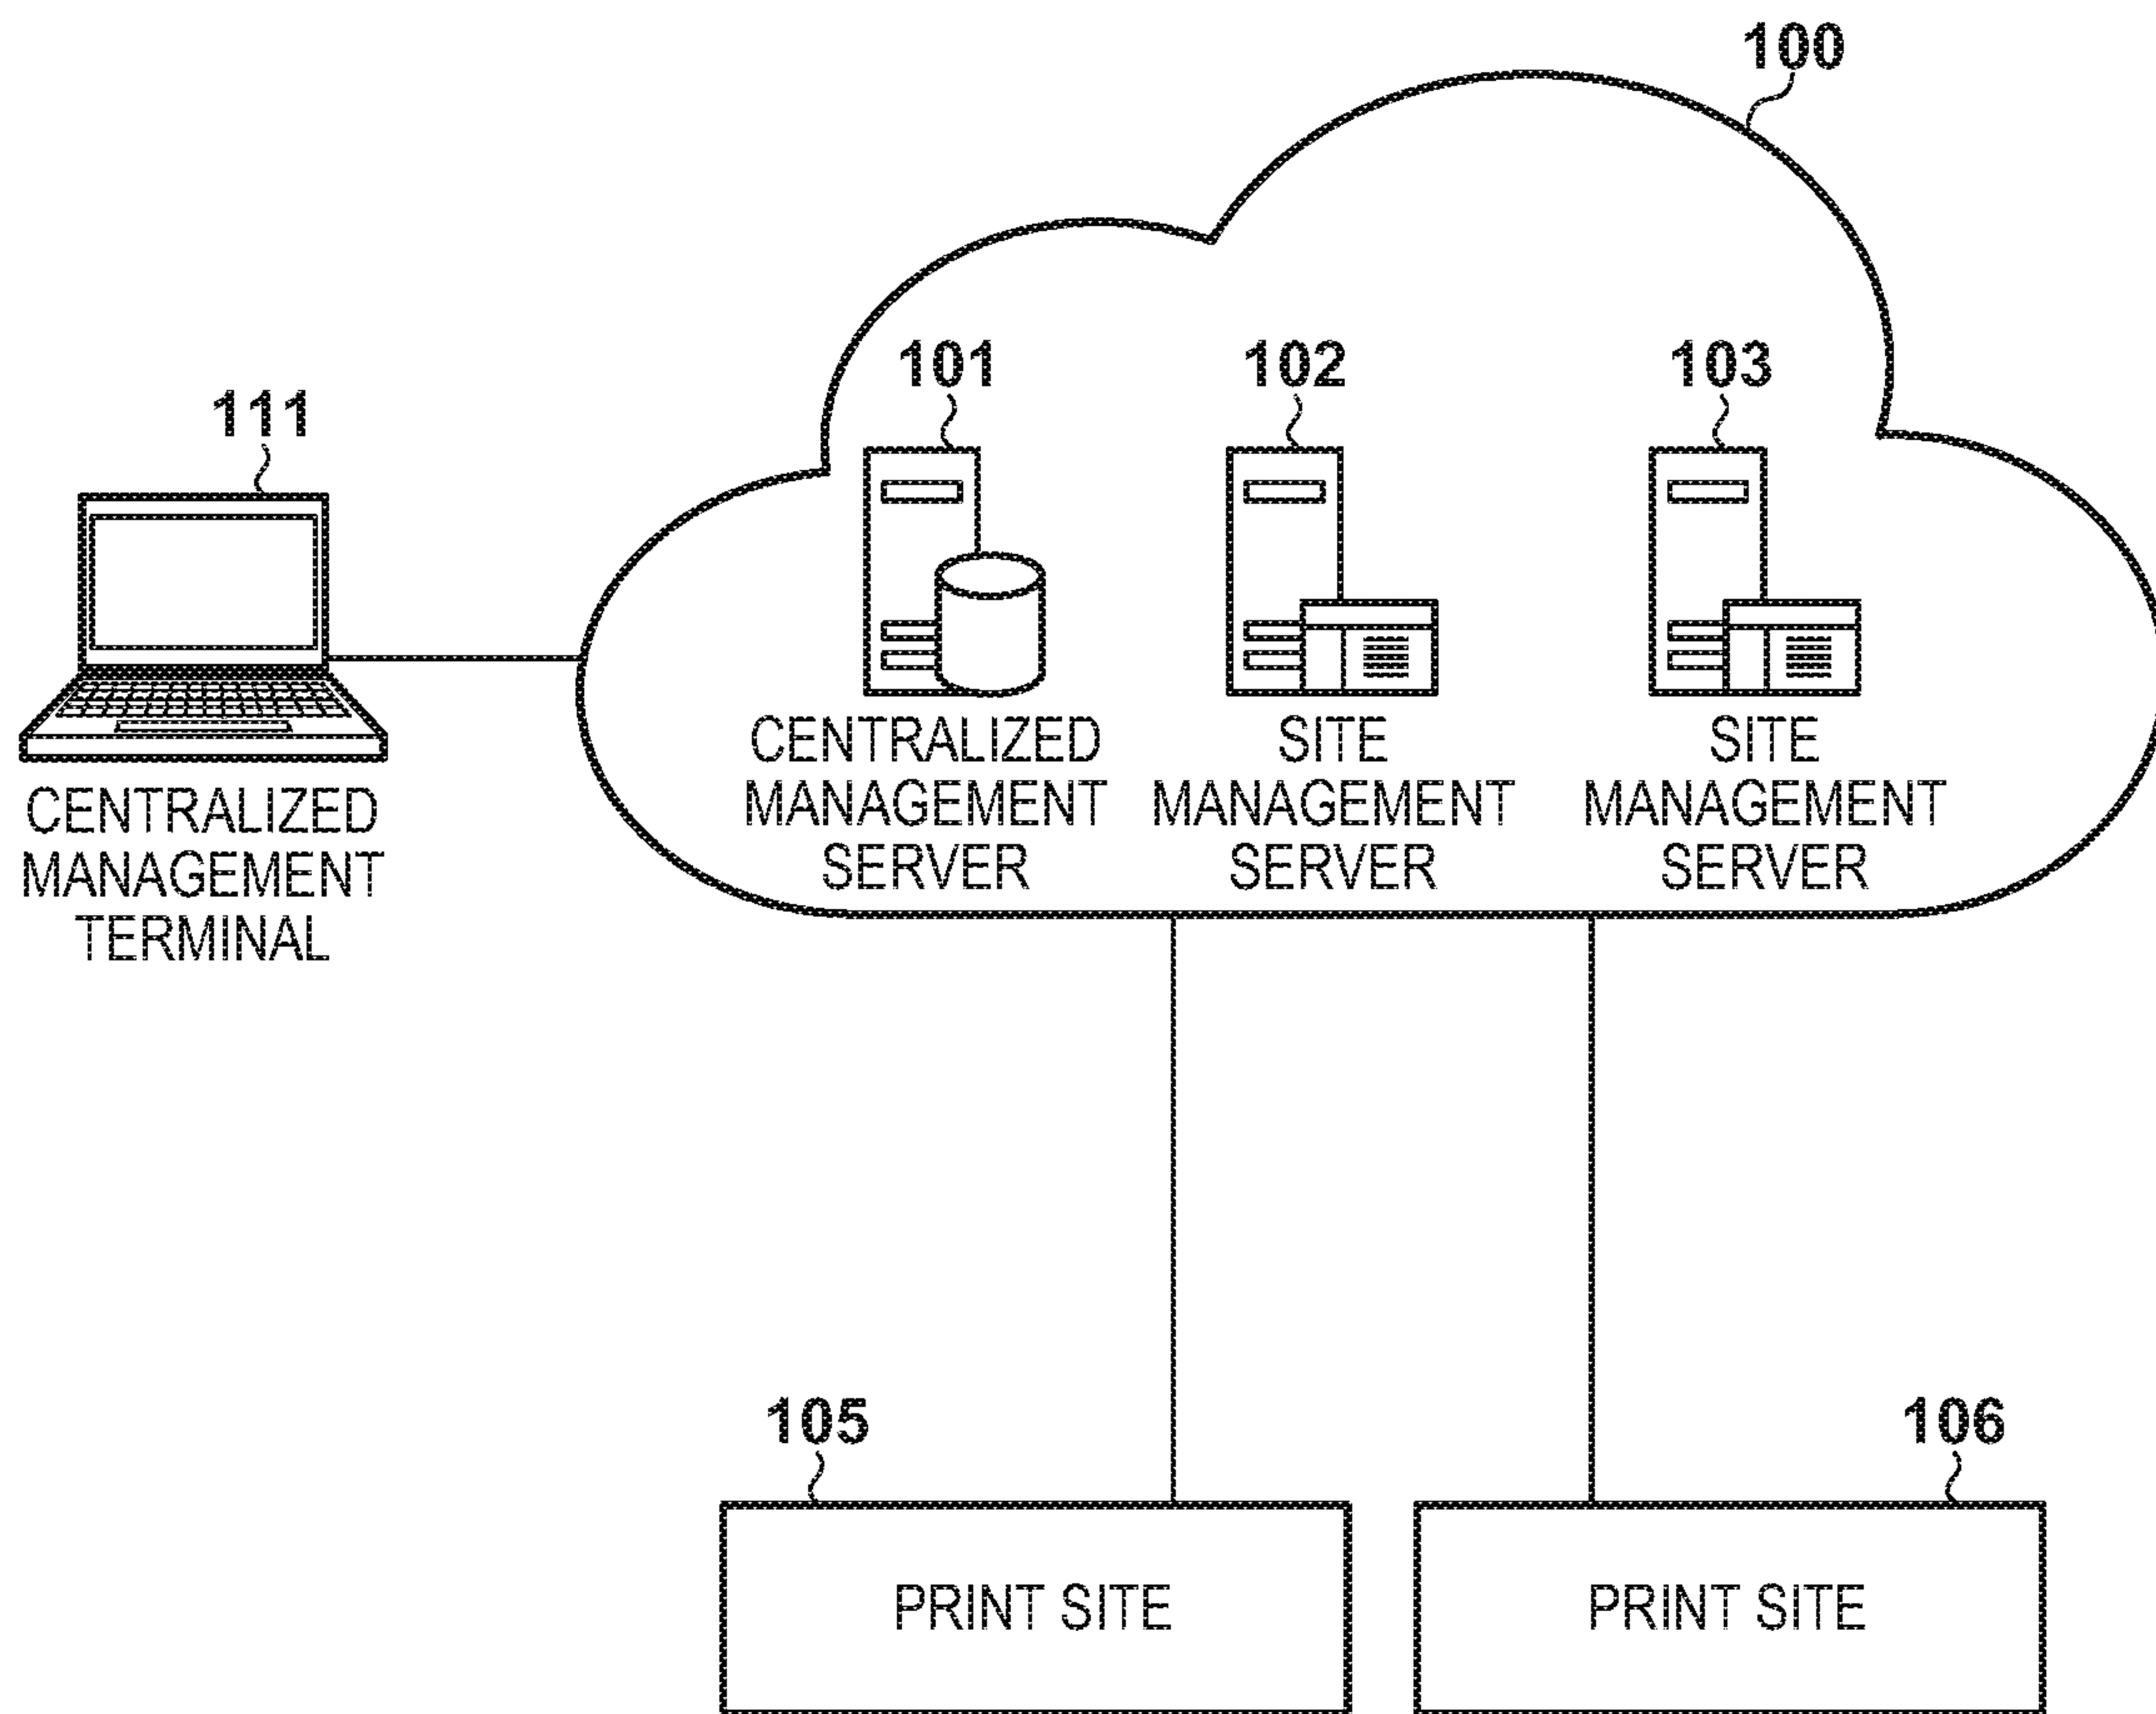 100
101
102
103
111
CENTRALIZED
MANAGEMENT
SERVER
SITE
MANAGEMENT
SERVER
SITE
MANAGEMENT
SERVER
CENTRALIZED
MANAGEMENT
TERMINAL
105
106
PRINT SITE
PRINT SITE